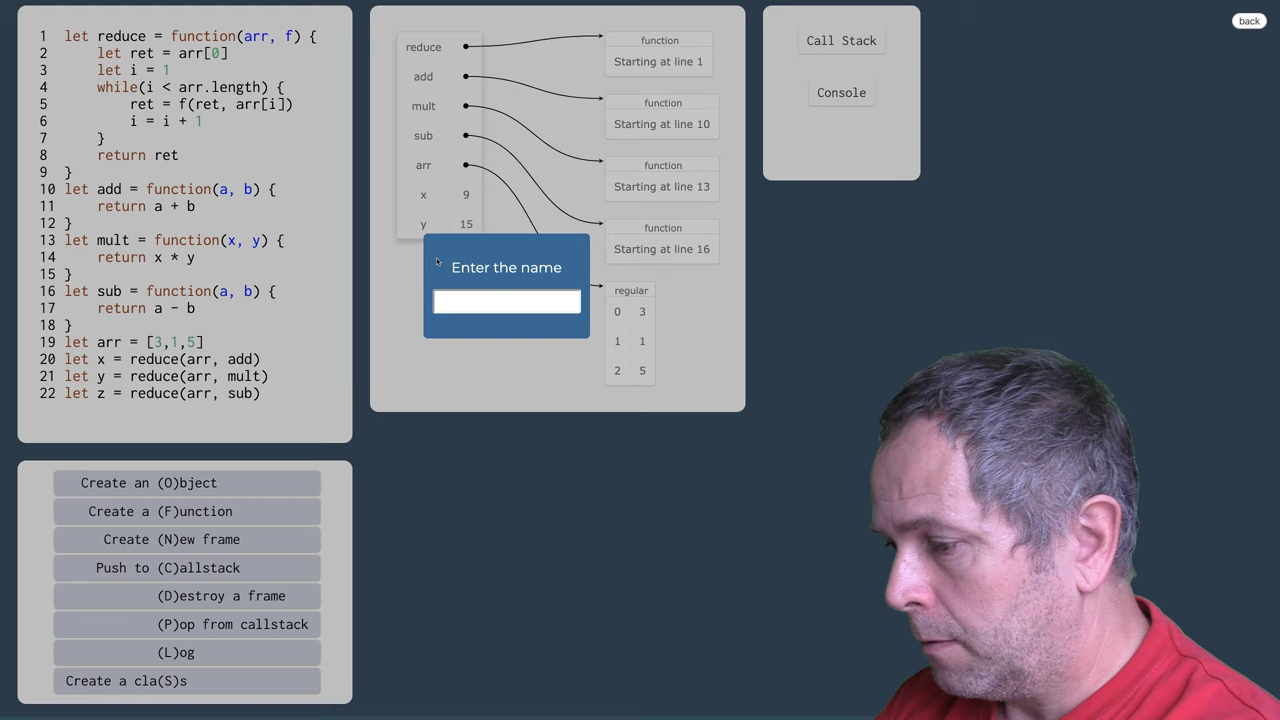 1 let reduce = function(arr, f) {
2 let ret = arr[0]
3 let i = 1
4 while(i < arr.length) {
5 ret = f(ret, arr[i])
6 i = i + 1
7 }
8 return ret
9 }
10 let add = function(a, b) {
11 return a + b
12 }
13 let mult = function(x, y) {
14 return x * y
15 }
16 let sub = function(a, b) {
17 return a - b
18 }
19 let arr = [3,1,5]
20 let x = reduce(arr, add)
21 let y = reduce(arr, mult)
22 let z = reduce(arr, sub)
Create an (O)bject
Create a (F)unction
Create (N)ew frame
Push to (C)allstack
(D)estroy a frame
(P)op from callstack
(L)og
Create a cla(S)s
reduce
add
mult
sub
arr
x 9
y 15
function
Starting at line 1
function
Starting at line 10
function
Starting at line 13
function
Starting at line 16
regular
0 3
1 1
2 5
Enter the name
Call Stack
Console
back